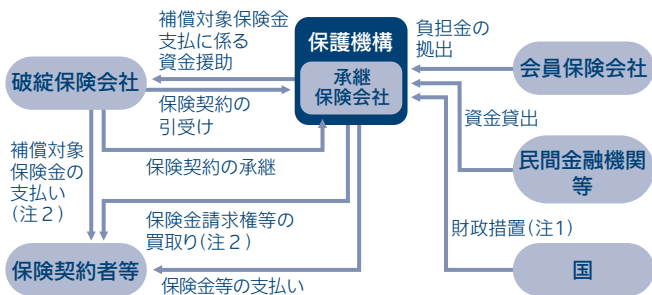 補償対象保険金
支払に係る
資金援助
保護機構
承継
保険会社
負担金の
拠出
会員保険会社
破綻保険会社
保険契約の
引受け
資金貸出
補償対象
保険金の
支払い
(注2)
保険契約の承継
民間金融機関
等
保険金請求権等の
買取り(注2)
財政措置(注1)
保険契約者等
保険金等の支払い
国